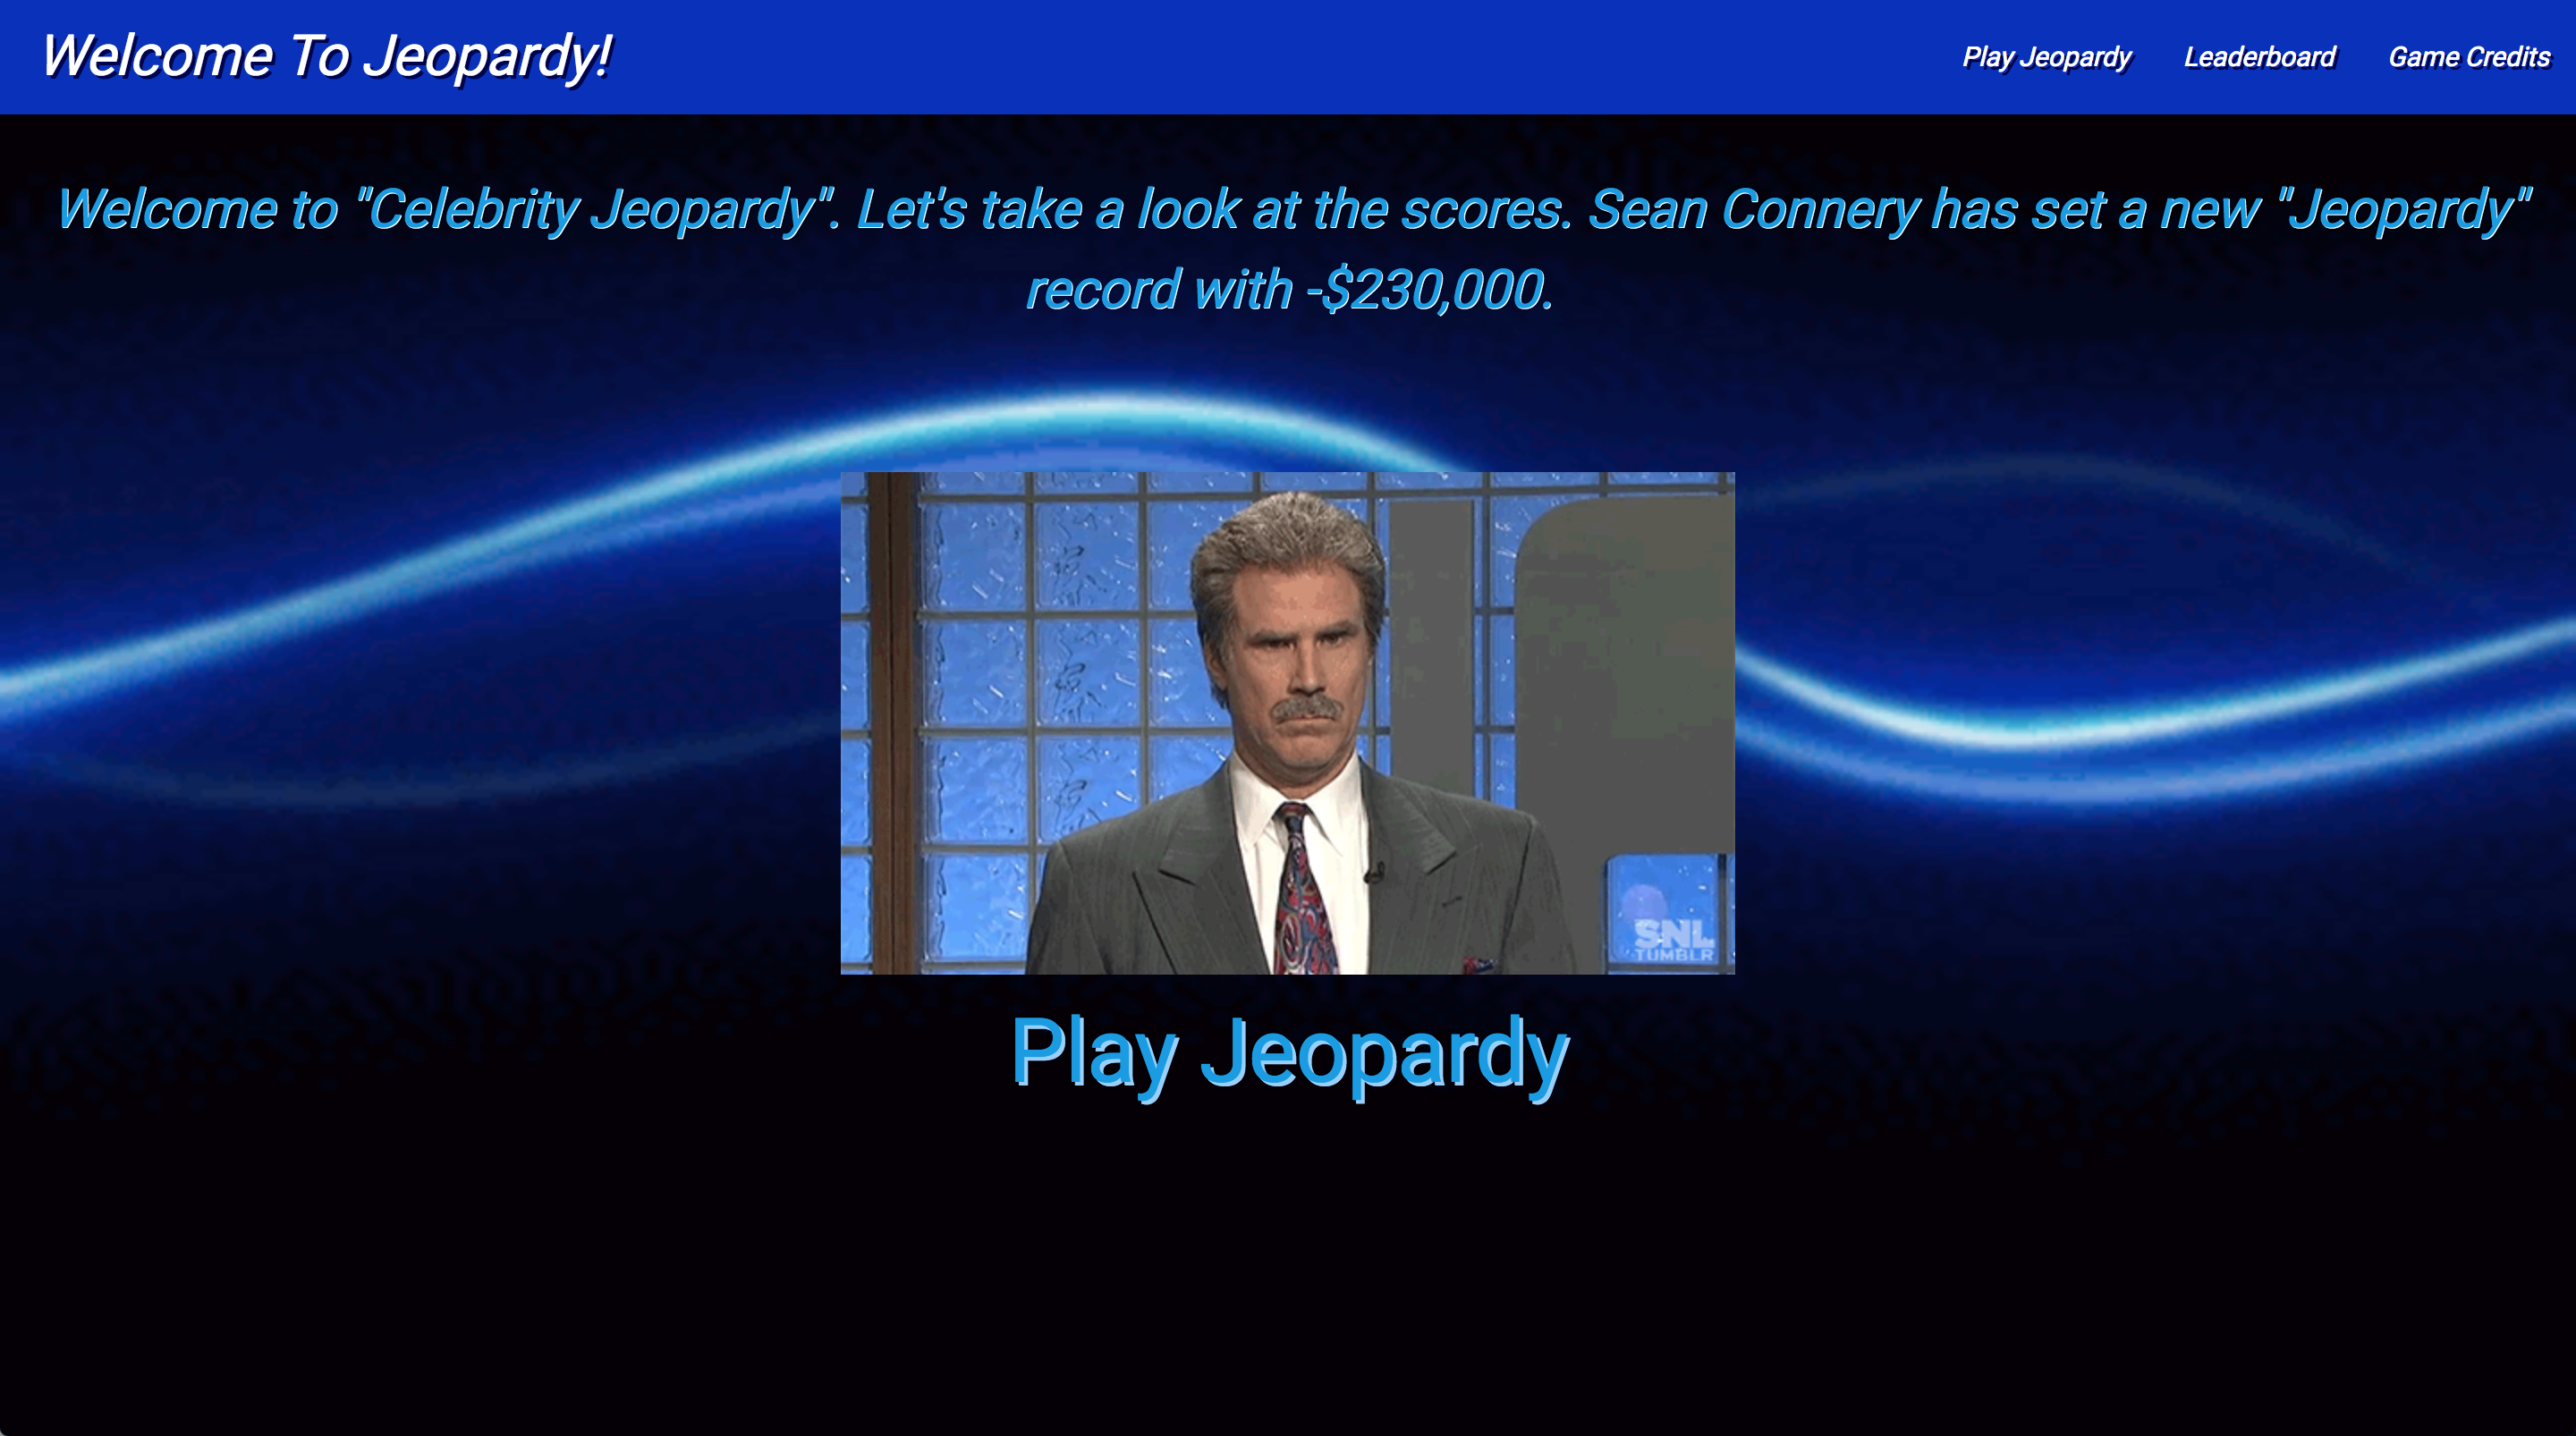 Welcome To Jeopardy!
Play Jeopardy
Leaderboard
Game Credits
Welcome to "Celebrity Jeopardy". Let's take a look at the scores. Sean Connery has set a new "Jeopardy"
record with -$230,000.
SNL
TUMBLR
Play Jeopardy